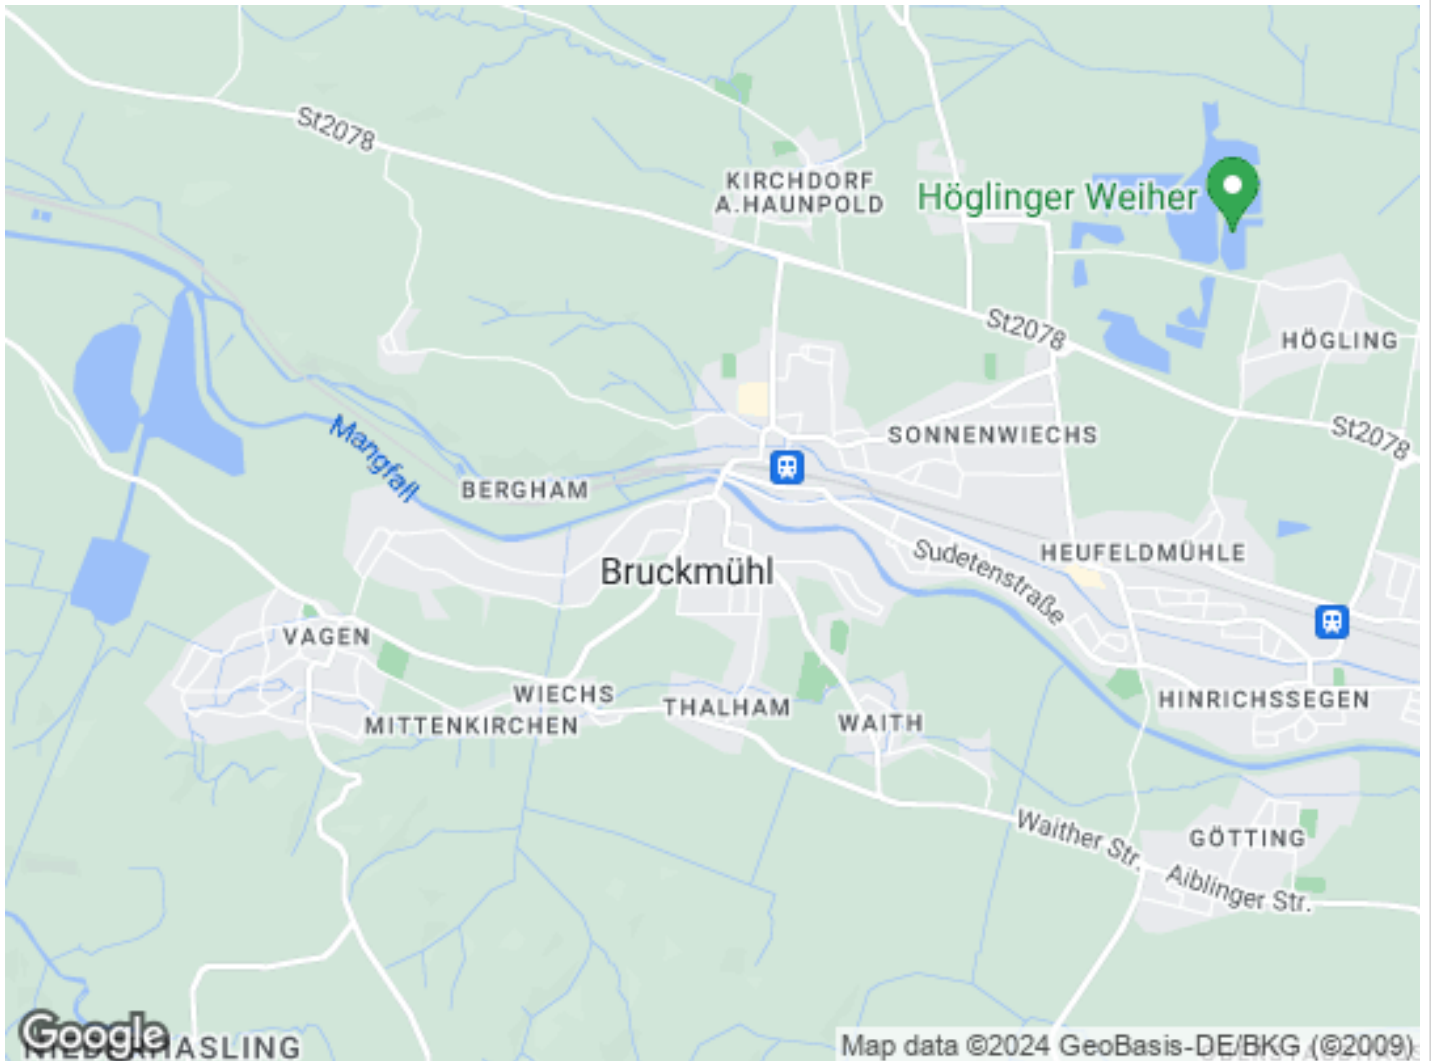 St2078
KIRCHDORF
A.HAUNPOLD
Höglinger Weiher
St2078
HÖGLING
Mangfall
SONNENWIECHS
St2078
BERGHAM
Sudetenstraße
HEUFELDMÜHLE
Bruckmühl
VAGEN
WIECHS
THALHAM
HINRICHSSEGEN
MITTENKIRCHEN
WAITH
Waither Str.
GÖTTING
Aiblinger Str.
Google
NIEDERHASLING
Map data ©2024 GeoBasis-DE/BKG (©2009)